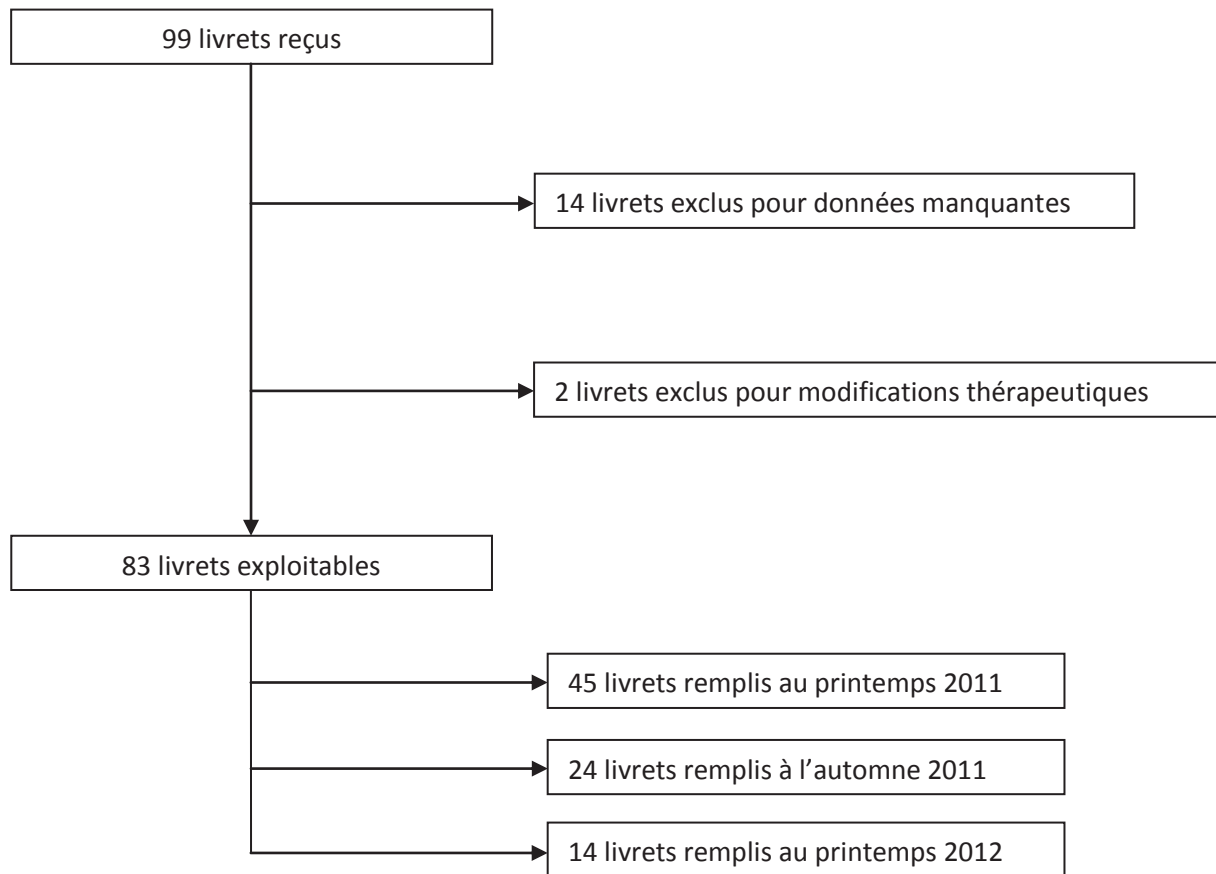 99 livrets reçus
14 livrets exclus pour données manquantes
2 livrets exclus pour modifications thérapeutiques
83 livrets exploitables
45 livrets remplis au printemps 2011
24 livrets remplis à l’automne 2011
14 livrets remplis au printemps 2012